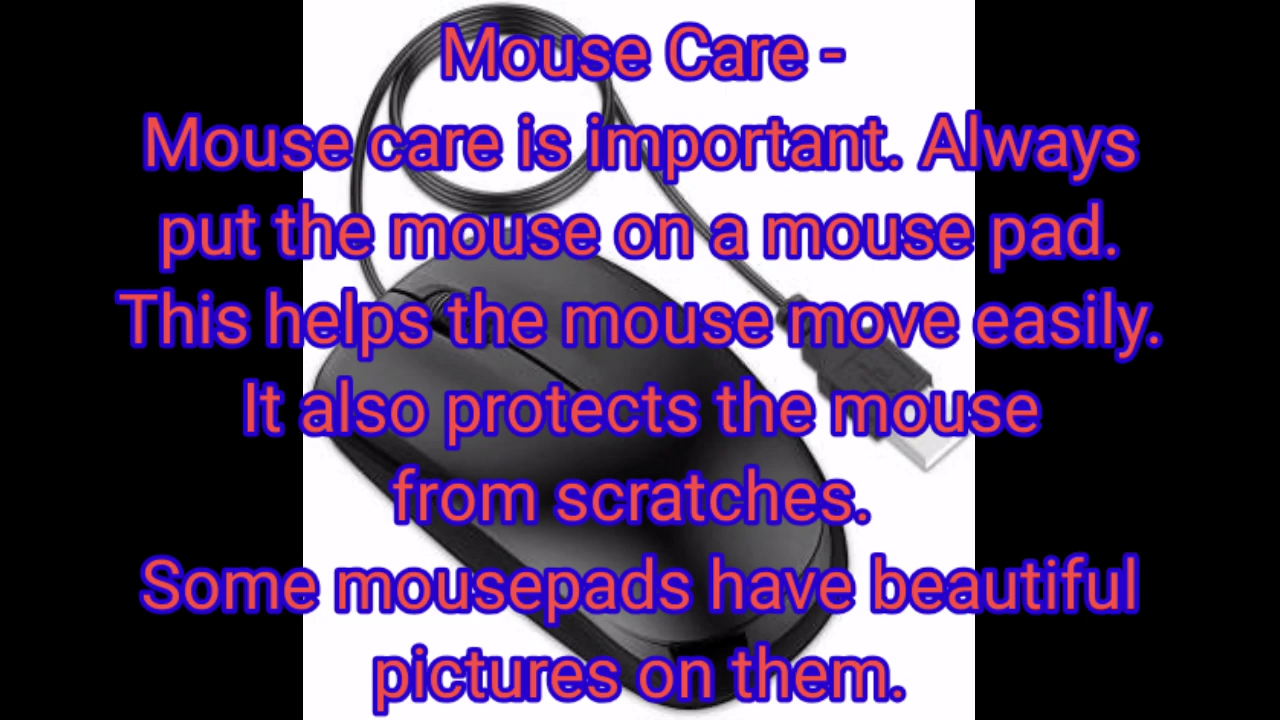 Mouse Care -
Mouse care is important. Always
put the mouse on a mouse pad.
This helps the mouse move easily.
It also protects the mouse
from scratches.
Some mousepads have beautiful
pictures on them.